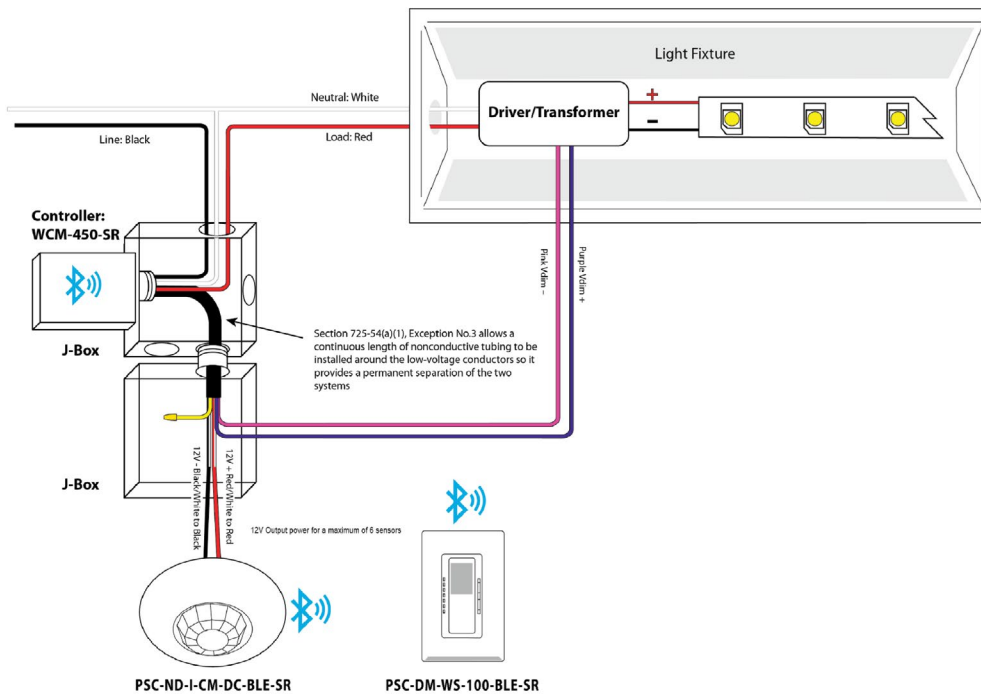 Light Fixture
Neutral: White
Driver/Transformer
+
Line: Black
Load: Red
–
Controller:
WCM-450-SR
Pink Vdim –
Purple Vdim +
Section 725-54(a)(1), Exception No.3 allows a
continuous length of nonconductive tubing to be
installed around the low-voltage conductors so it
provides a permanent separation of the two
systems
J-Box
J-Box
12V - Black/White to Black
12V + Red/White to Red
12V Output power for a maximum of 6 sensors
PSC-ND-I-CM-DC-BLE-SR
PSC-DM-WS-100-BLE-SR